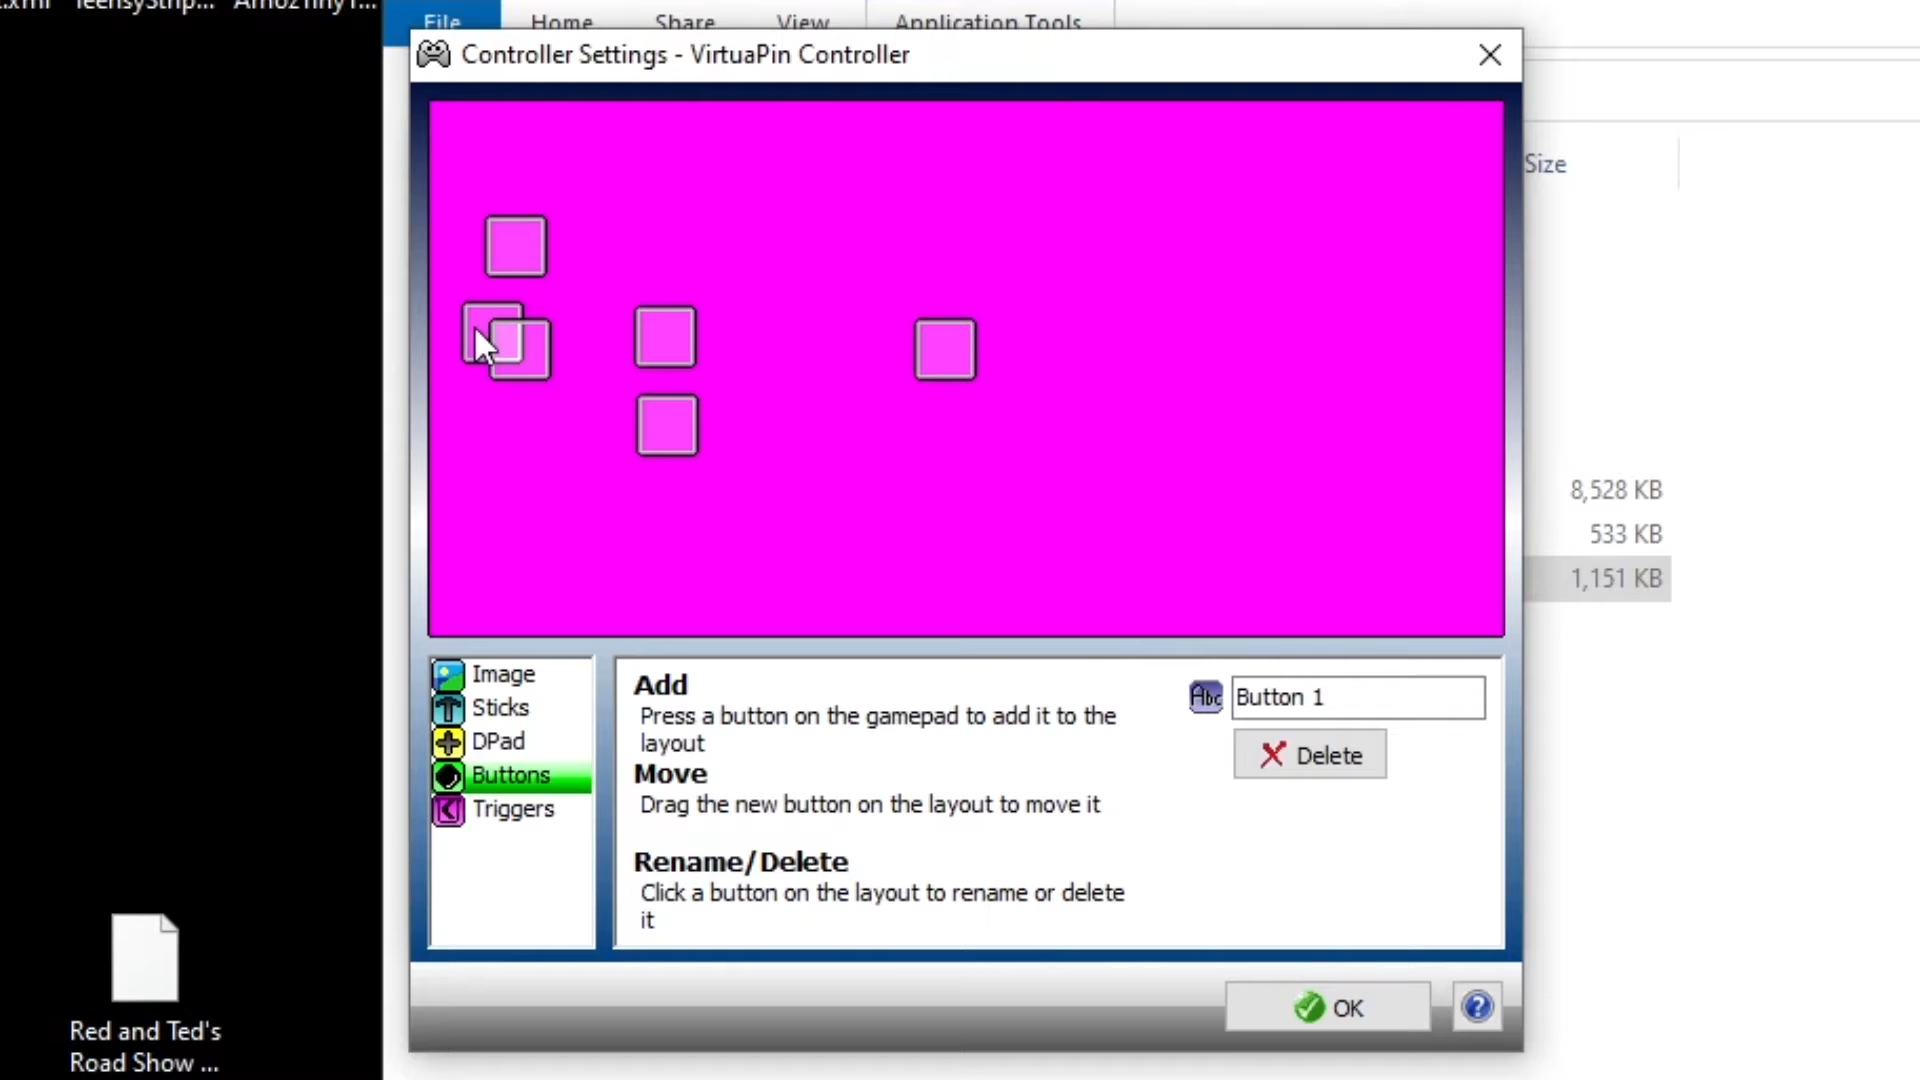 File Home Share View Application Tools
Controller Settings - VirtuaPin Controller
Size
8,528 KB
533 KB
1,151 KB
Image
Sticks
DPad
Buttons
Triggers
Add
Press a button on the gamepad to add it to the
layout
Move
Drag the new button on the layout to move it
Rename/Delete
Click a button on the layout to rename or delete
it
Abc Button 1
Delete
OK
?
Red and Ted's
Road Show ...